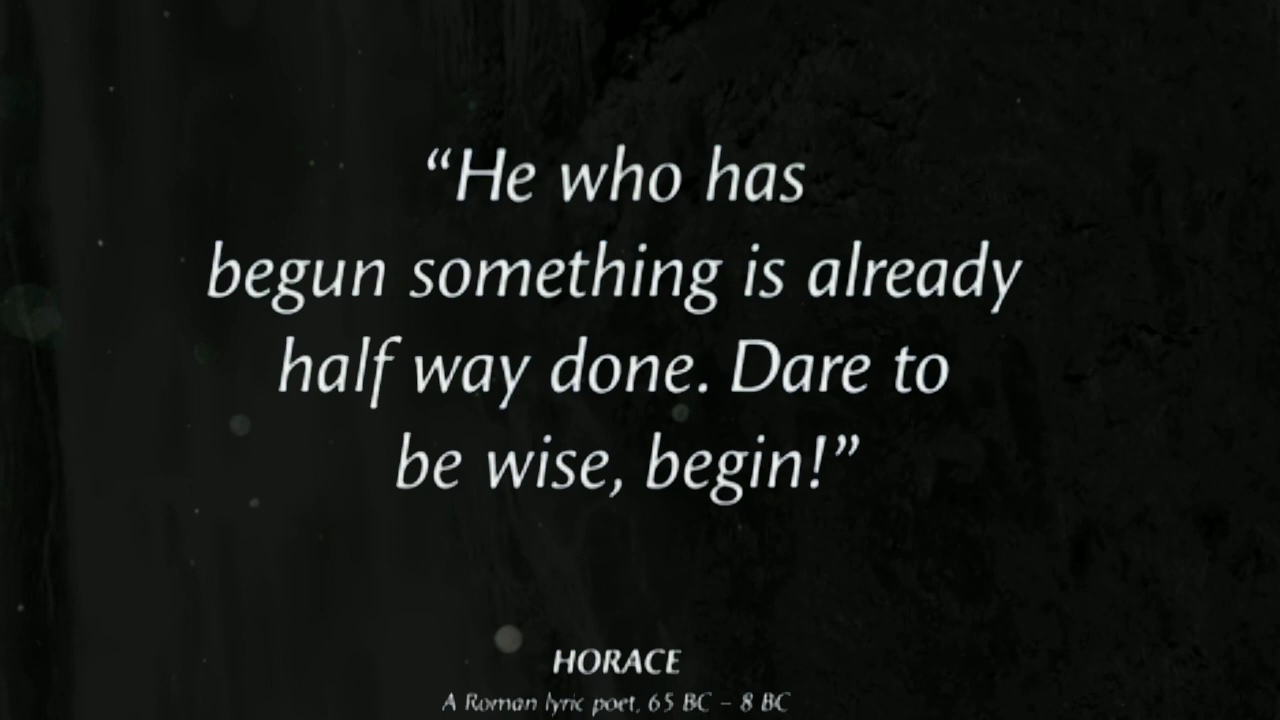 “He who has
begun something is already
half way done. Dare to
be wise, begin!”
HORACE
A Roman lyric poet, 65 BC – 8 BC